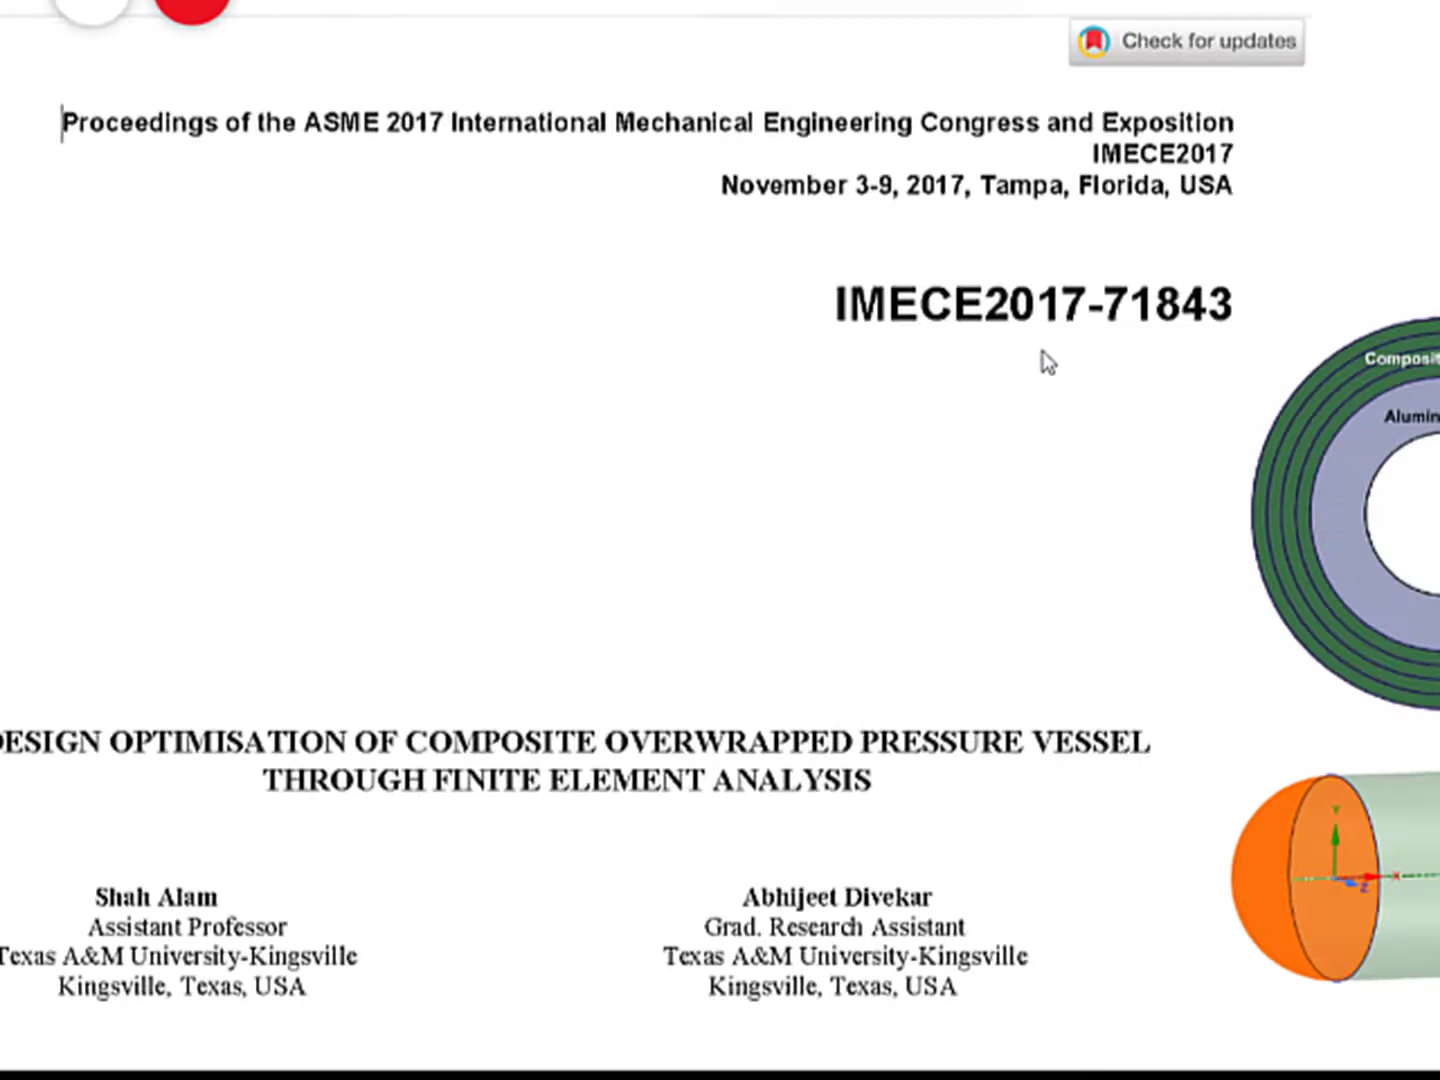 Check for updates
Proceedings of the ASME 2017 International Mechanical Engineering Congress and Exposition
IMECE2017
November 3-9, 2017, Tampa, Florida, USA
IMECE2017-71843
DESIGN OPTIMISATION OF COMPOSITE OVERWRAPPED PRESSURE VESSEL
THROUGH FINITE ELEMENT ANALYSIS
Shah Alam
Assistant Professor
Texas A&M University-Kingsville
Kingsville, Texas, USA
Abhijeet Divekar
Grad. Research Assistant
Texas A&M University-Kingsville
Kingsville, Texas, USA
Composit
Alumin
Y
X
Z